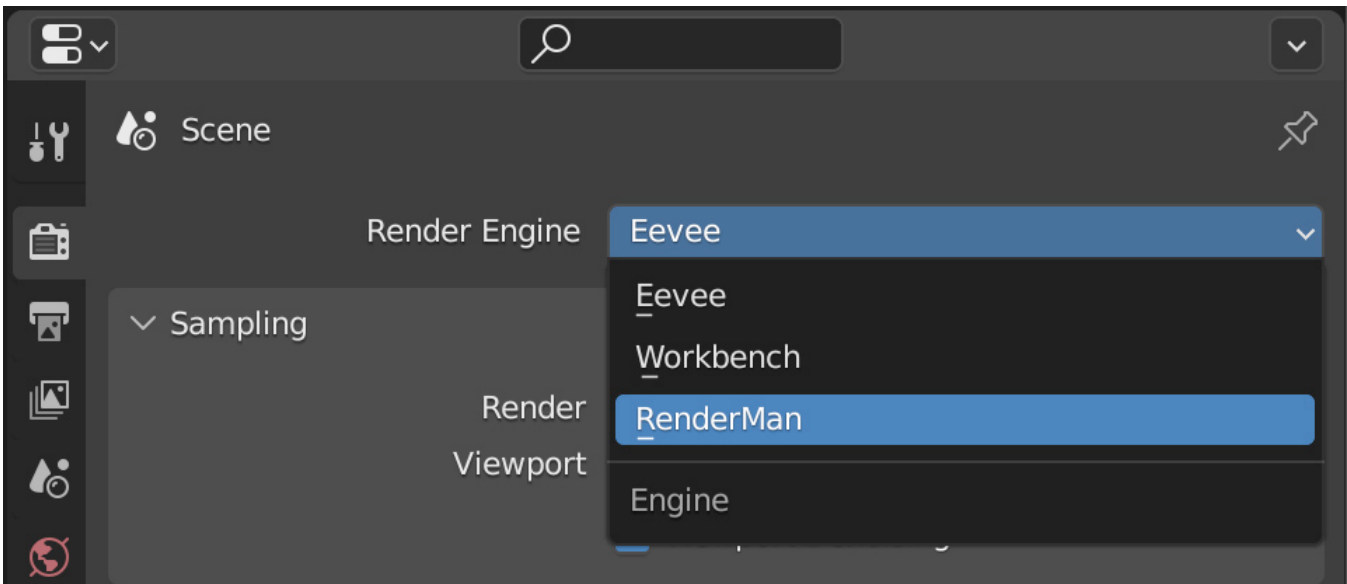 Scene
Render Engine Eevee
Eevee
Sampling
Workbench
Render
RenderMan
Viewport
Engine